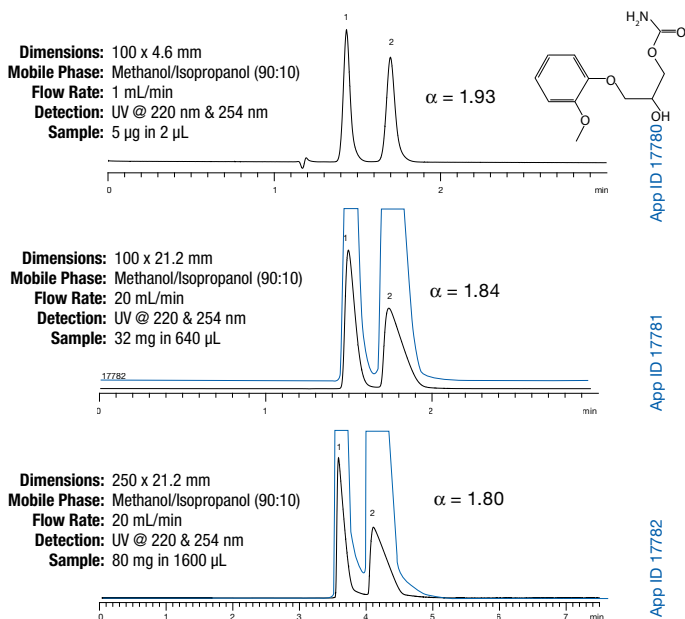 1
2
Dimensions: 100 x 4.6 mm
Mobile Phase: Methanol/Isopropanol (90:10)
Flow Rate: 1 mL/min
Detection: UV @ 220 nm & 254 nm
Sample: 5 µg in 2 µL
α = 1.93
H₂N
O
O
O
OH
O
App ID 17780
0 1 2 min
Dimensions: 100 x 21.2 mm
Mobile Phase: Methanol/Isopropanol (90:10)
Flow Rate: 20 mL/min
Detection: UV @ 220 & 254 nm
Sample: 32 mg in 640 µL
1
2
α = 1.84
App ID 17781
17782
0 1 2 min
Dimensions: 250 x 21.2 mm
Mobile Phase: Methanol/Isopropanol (90:10)
Flow Rate: 20 mL/min
Detection: UV @ 220 & 254 nm
Sample: 80 mg in 1600 µL
1
2
α = 1.80
App ID 17782
0 1 2 3 4 5 6 7 min